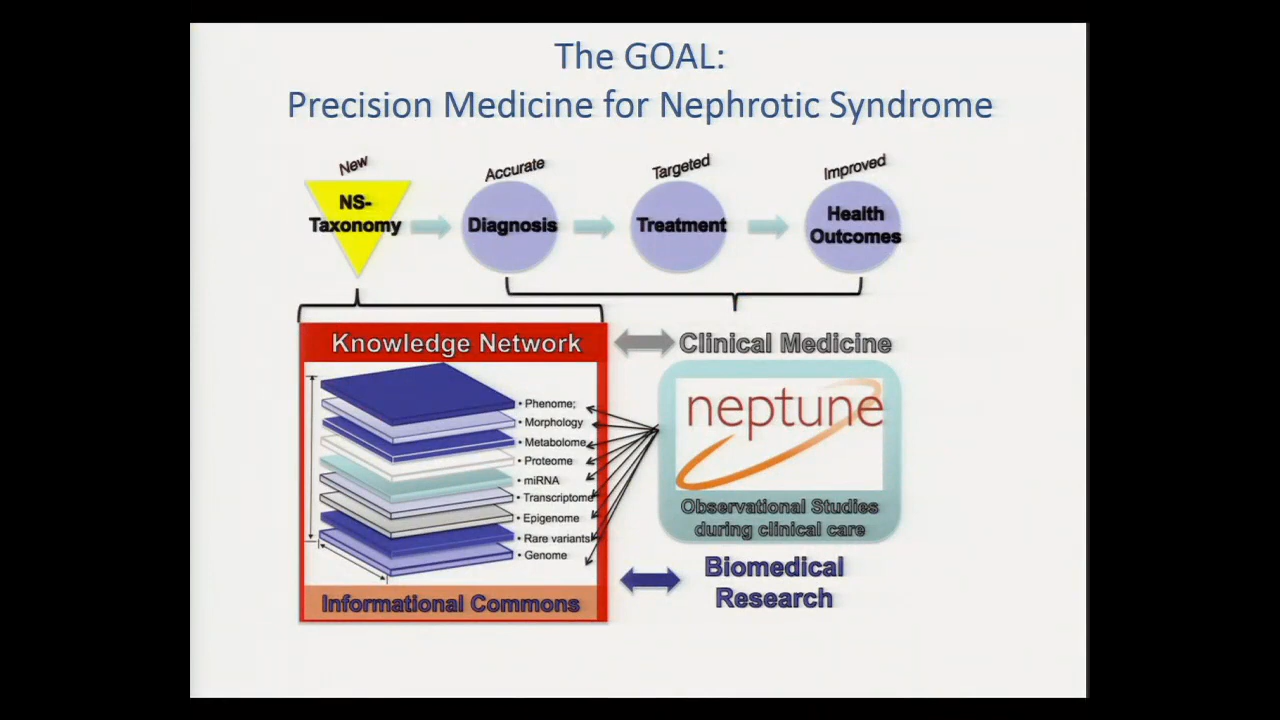 The GOAL:
Precision Medicine for Nephrotic Syndrome
New
NS-
Taxonomy
Accurate
Diagnosis
Targeted
Treatment
Improved
Health
Outcomes
Knowledge Network
• Phenome;
• Morphology
• Metabolome
• Proteome
• miRNA
• Transcriptome
• Epigenome
• Rare variants
• Genome
Informational Commons
Clinical Medicine
neptune
Observational Studies
during clinical care
Biomedical
Research